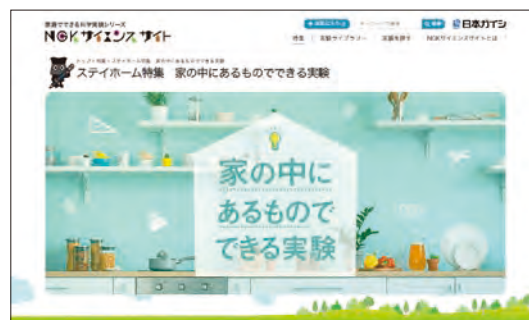 家庭でできる科学実験シリーズ
NGKサイエンスサイト
日本ガイシ
特集
実験ライブラリー
実験を探す
NGKサイエンスサイトとは
ステイホーム特集 家の中にあるものでできる実験
家の中に
あるもので
できる実験